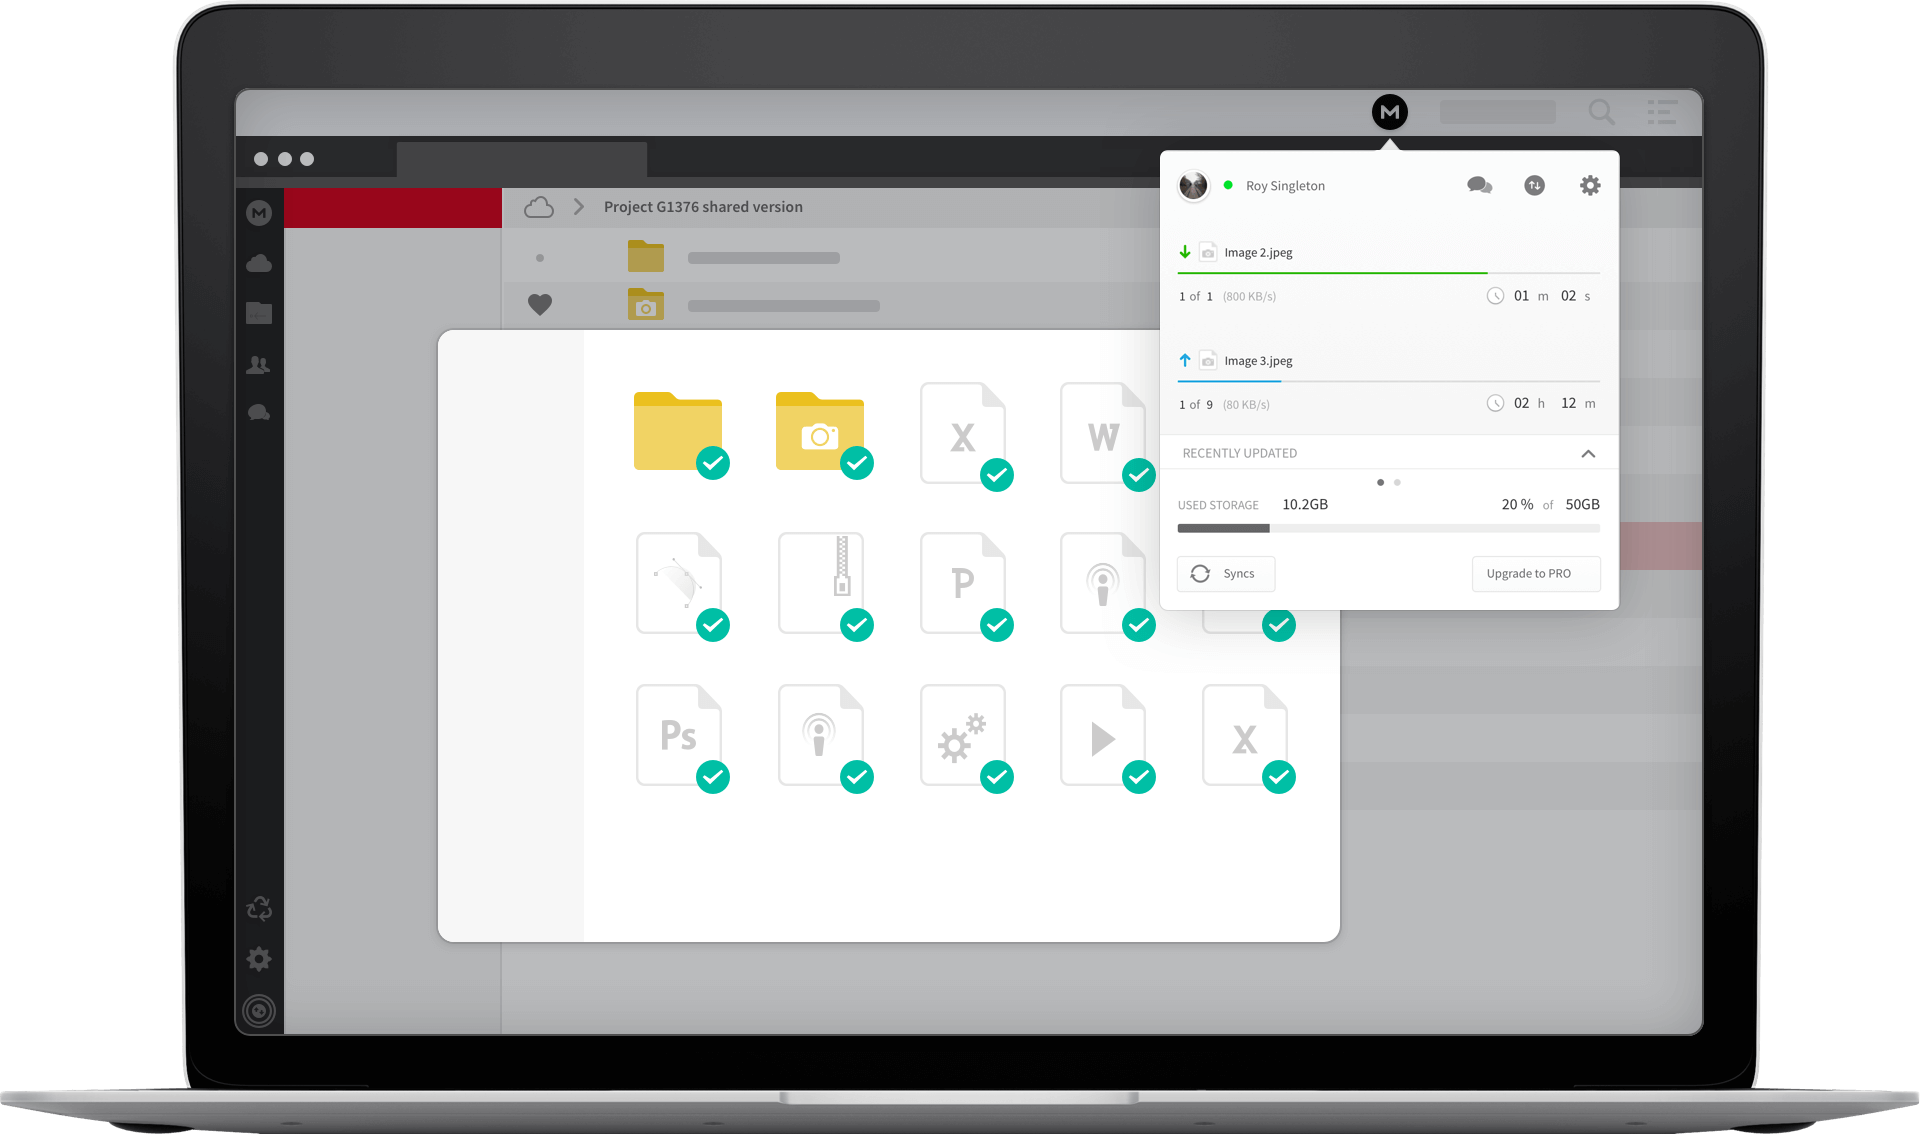 M
M
Project G1376 shared version
Roy Singleton
Image 2.jpeg
1 of 1 (800 KB/s) 01 m 02 s
Image 3.jpeg
1 of 9 (80 KB/s) 02 h 12 m
RECENTLY UPDATED
USED STORAGE 10.2GB 20 % of 50GB
Syncs Upgrade to PRO
X W
P
Ps X